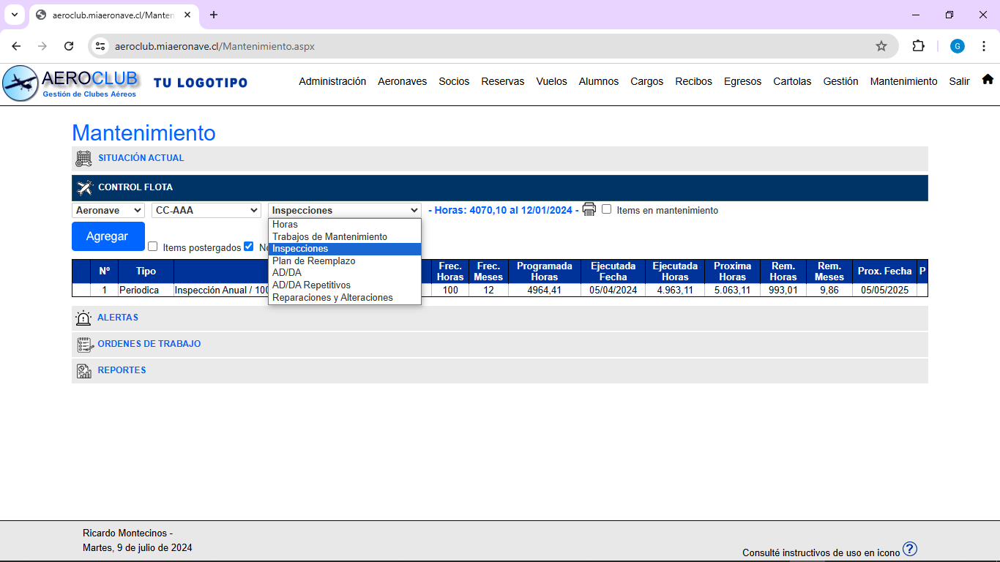 aeroclub.miaeronave.cl/Manten
aeroclub.miaeronave.cl/Mantenimiento.aspx
G
AEROCLUB
Gestión de Clubes Aéreos
TU LOGOTIPO
Administración Aeronaves Socios Reservas Vuelos Alumnos Cargos Recibos Egresos Cartolas Gestión Mantenimiento Salir
Mantenimiento
SITUACIÓN ACTUAL
CONTROL FLOTA
Aeronave CC-AAA Inspecciones - Horas: 4070,10 al 12/01/2024 - Items en mantenimiento
Horas
Trabajos de Mantenimiento
Inspecciones
Plan de Reemplazo
AD/DA
AD/DA Repetitivos
Reparaciones y Alteraciones
Agregar Items postergados
Nº Tipo Frec. Horas Frec. Meses Programada Horas Ejecutada Fecha Ejecutada Horas Proxima Horas Rem. Horas Rem. Meses Prox. Fecha P
1 Periodica Inspección Anual / 100 12 4964,41 05/04/2024 4.963,11 5.063,11 993,01 9,86 05/05/2025
ALERTAS
ORDENES DE TRABAJO
REPORTES
Ricardo Montecinos -
Martes, 9 de julio de 2024
Consulté instructivos de uso en icono ?